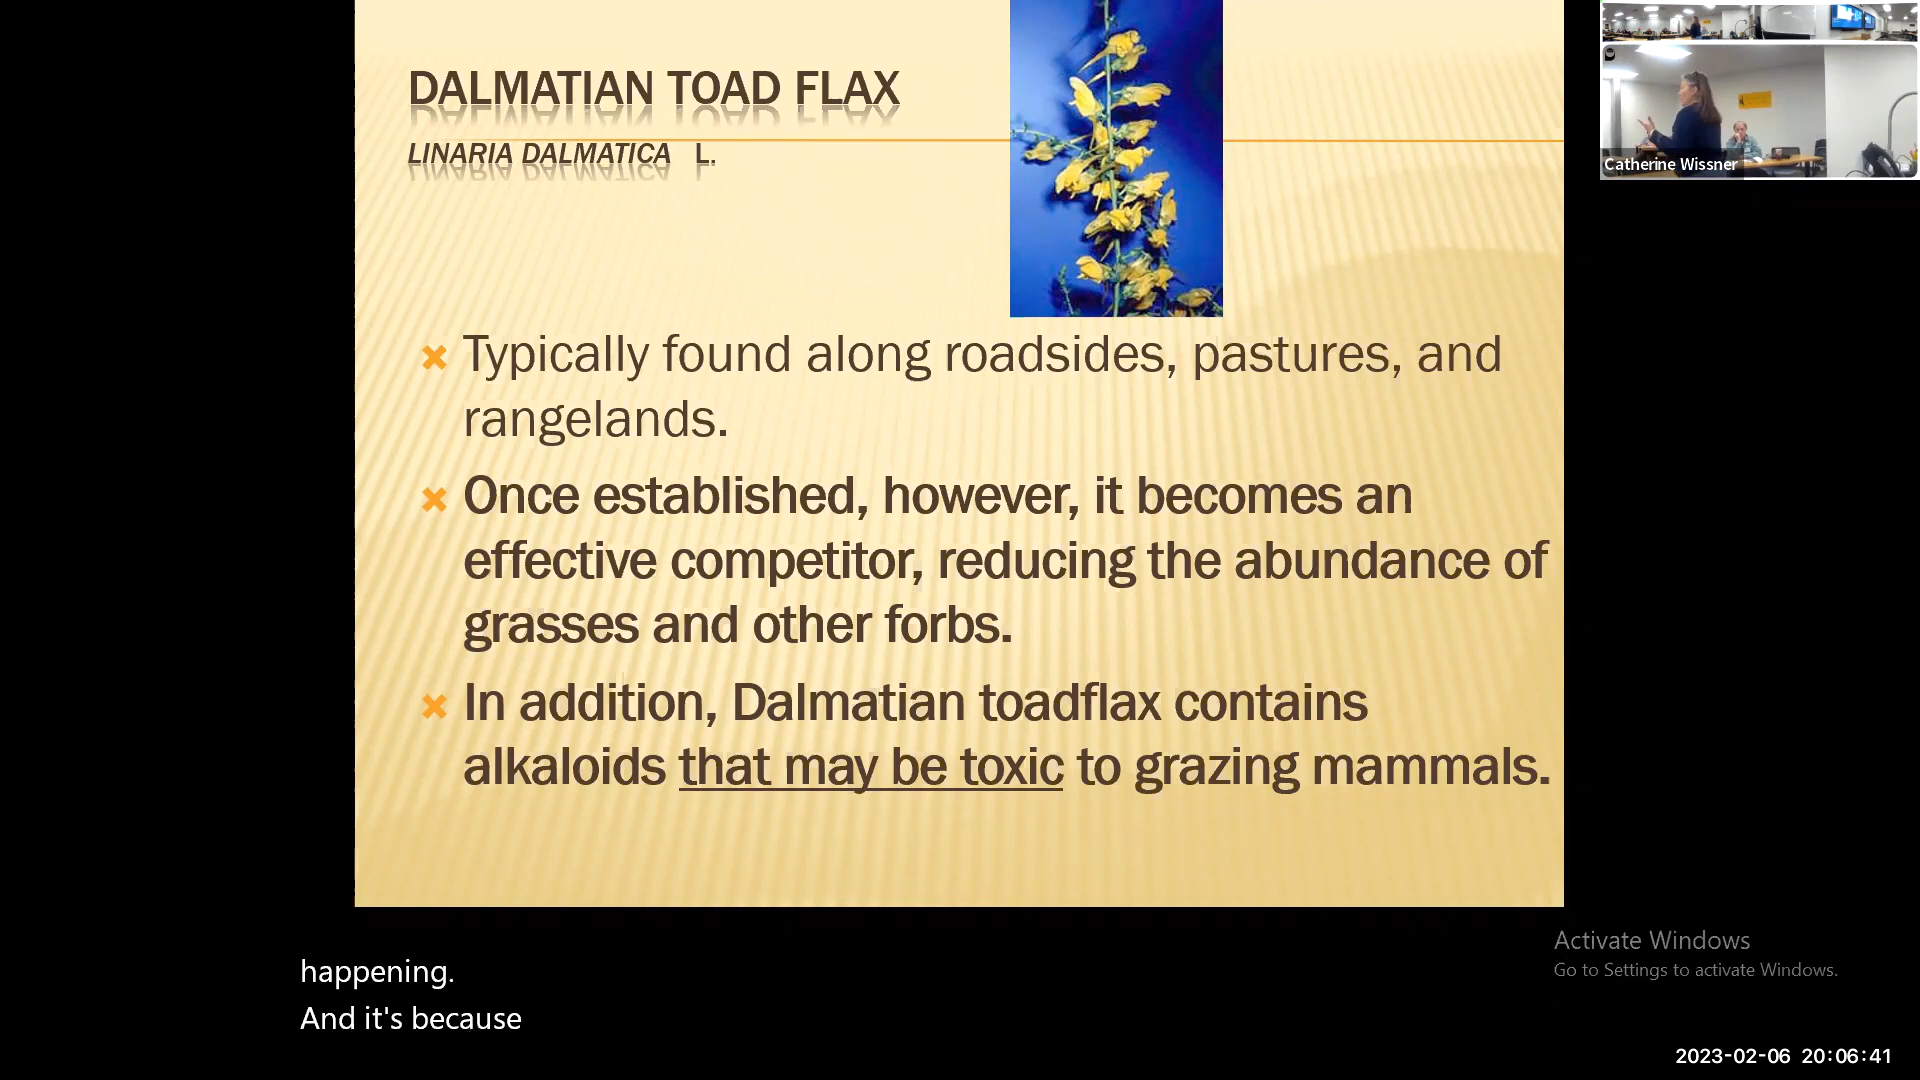 DALMATIAN TOAD FLAX
LINARIA DALMATICA L.
Typically found along roadsides, pastures, and
rangelands.
Once established, however, it becomes an
effective competitor, reducing the abundance of
grasses and other forbs.
In addition, Dalmatian toadflax contains
alkaloids that may be toxic to grazing mammals.
Catherine Wissner
happening.
And it's because
Activate Windows
Go to Settings to activate Windows.
2023-02-06 20:06:41